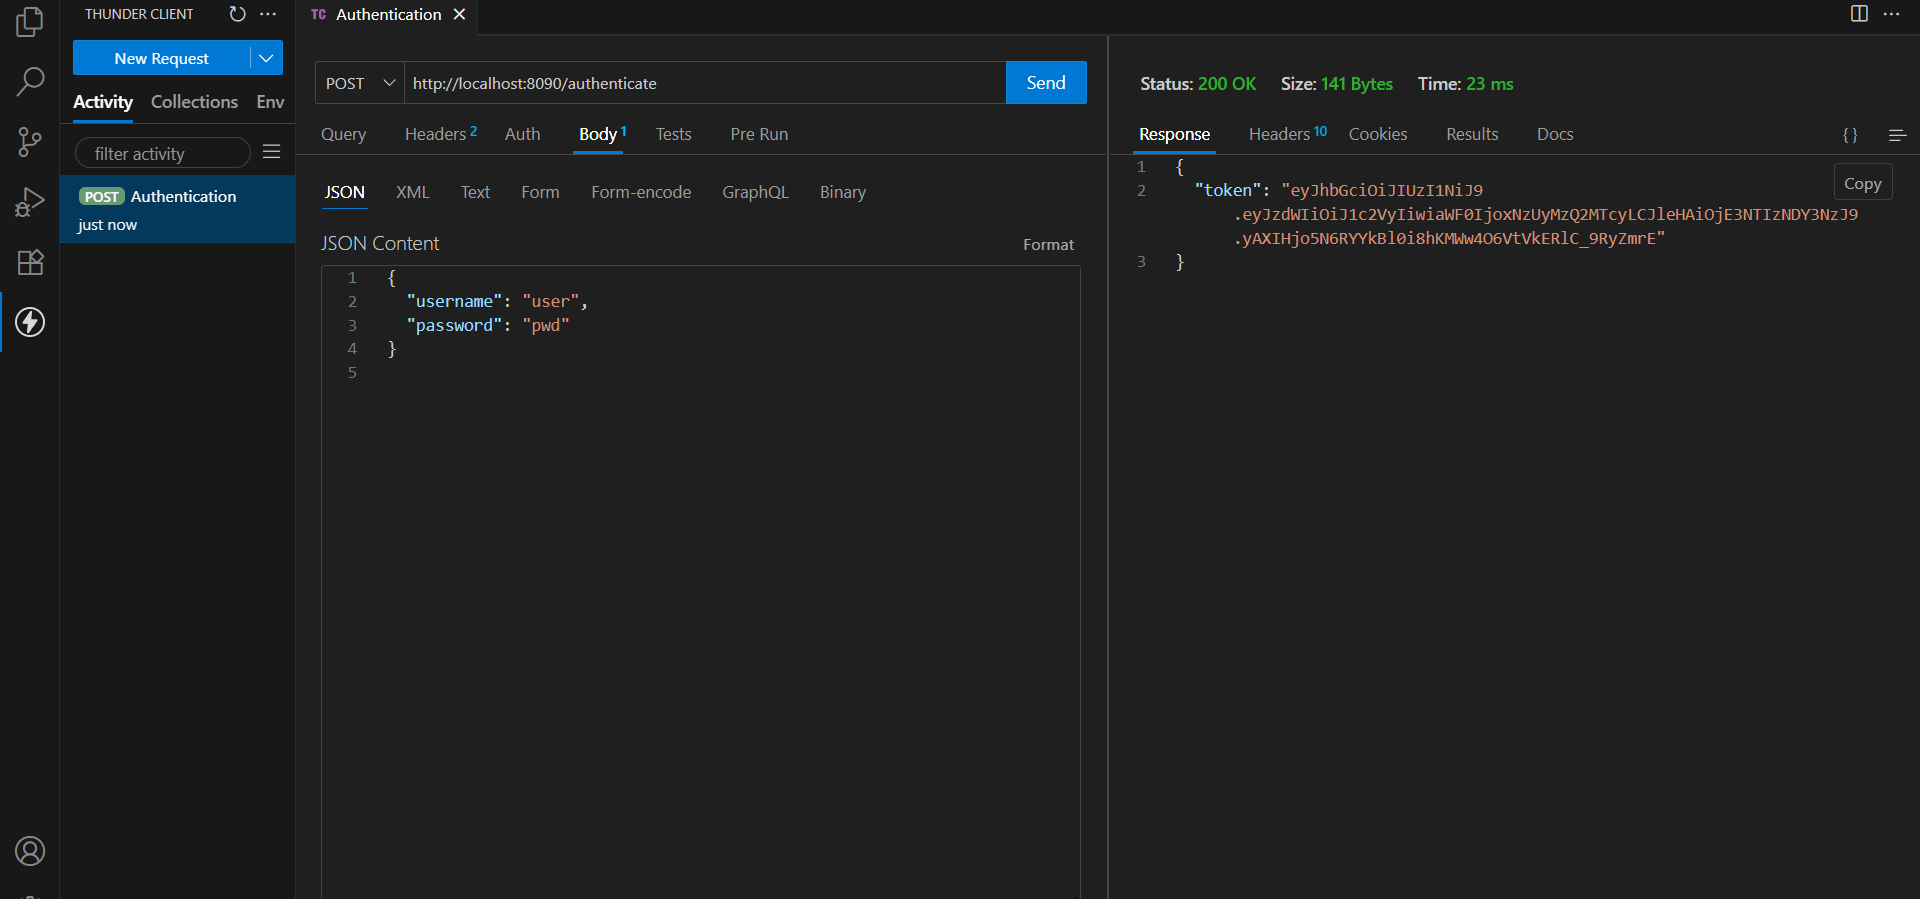 THUNDER CLIENT
New Request
Activity Collections Env
filter activity
POST Authentication
just now
TC Authentication
POST http://localhost:8090/authenticate Send
Query Headers 2 Auth Body 1 Tests Pre Run
JSON XML Text Form Form-encode GraphQL Binary
JSON Content Format
1 {
2 "username": "user",
3 "password": "pwd"
4 }
5
Status: 200 OK Size: 141 Bytes Time: 23 ms
Response Headers 10 Cookies Results Docs { }
Copy
1 {
2 "token": "eyJhbGciOiJIUzI1NiJ9
.eyJzdWIiOiJ1c2VyIiwiaWF0IjoxNzUyMzQ2MTcyLCJleHAiOjE3NTIzNDY3NzJ9
.yAXIHjo5N6RYYkBl0i8hKMWw4O6VtVkERlC_9RyZmrE"
3 }